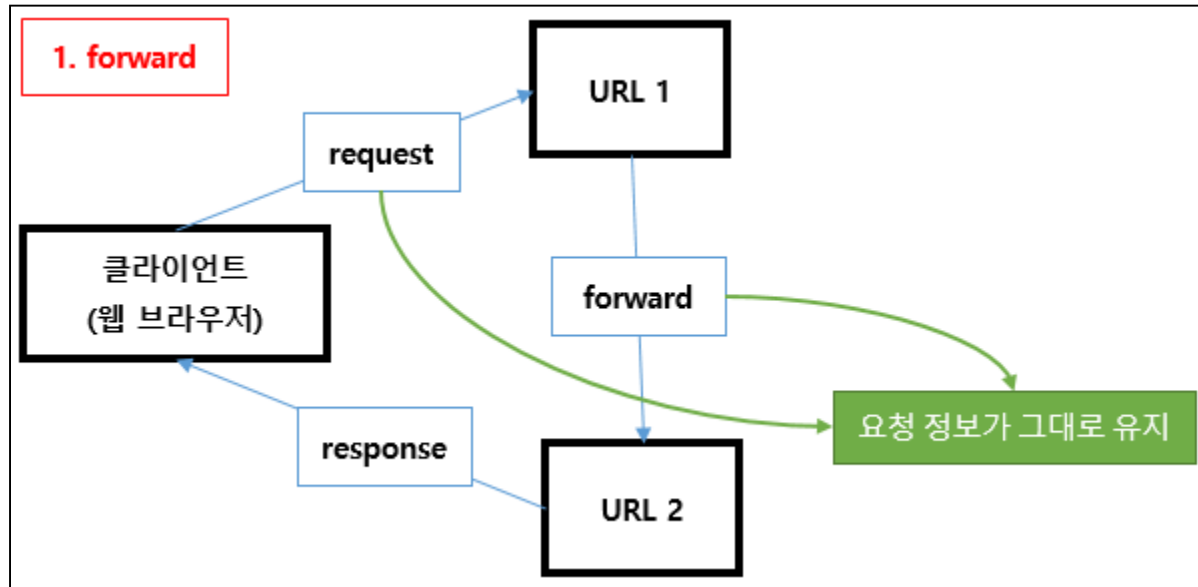 1. forward
URL 1
request
클라이언트
(웹 브라우저)
forward
요청 정보가 그대로 유지
response
URL 2